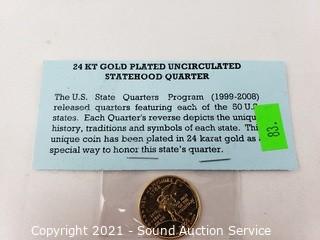 24 KT GOLD PLATED UNCIRCULATED
STATEHOOD QUARTER
The U.S. State Quarters Program (1999-2008)
released quarters featuring each of the 50 U.S.
states. Each Quarter's reverse depicts the unique
history, traditions and symbols of each state. This
unique coin has been plated in 24 karat gold as
special way to honor this state's quarter.
83.
Copyright 2021 - Sound Auction Service